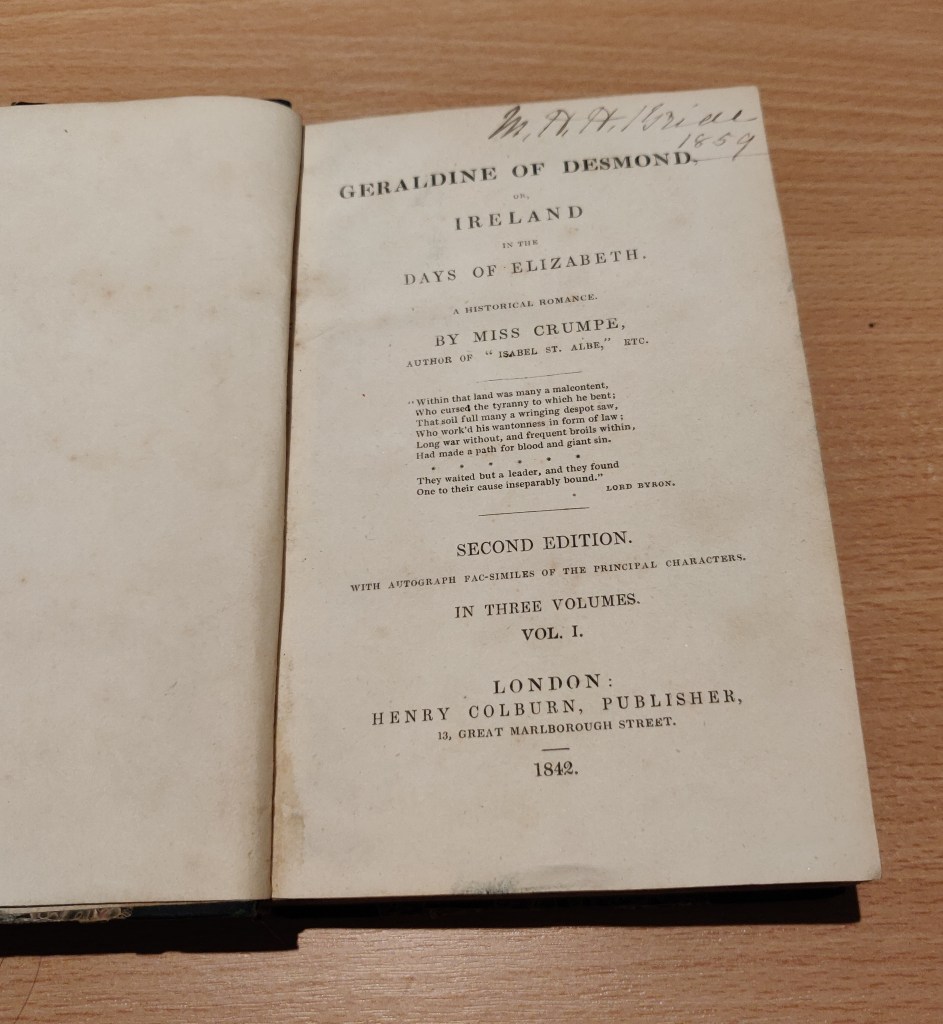 M. H. H.
1859
GERALDINE OF DESMOND,
OR,
IRELAND
IN THE
DAYS OF ELIZABETH.
A HISTORICAL ROMANCE.
BY MISS CRUMPE,
AUTHOR OF "ISABEL ST. ALBE," ETC.
"Within that land was many a malcontent,
Who cursed the tyranny to which he bent;
That soil full many a wringing despot saw,
Who work'd his wantonness in form of law;
Long war without, and frequent broils within,
Had made a path for blood and giant sin.
* * * * * *
They waited but a leader, and they found
One to their cause inseparably bound."
LORD BYRON.
SECOND EDITION.
WITH AUTOGRAPH FAC-SIMILES OF THE PRINCIPAL CHARACTERS.
IN THREE VOLUMES.
VOL. I.
LONDON:
HENRY COLBURN, PUBLISHER,
13, GREAT MARLBOROUGH STREET.
1842.